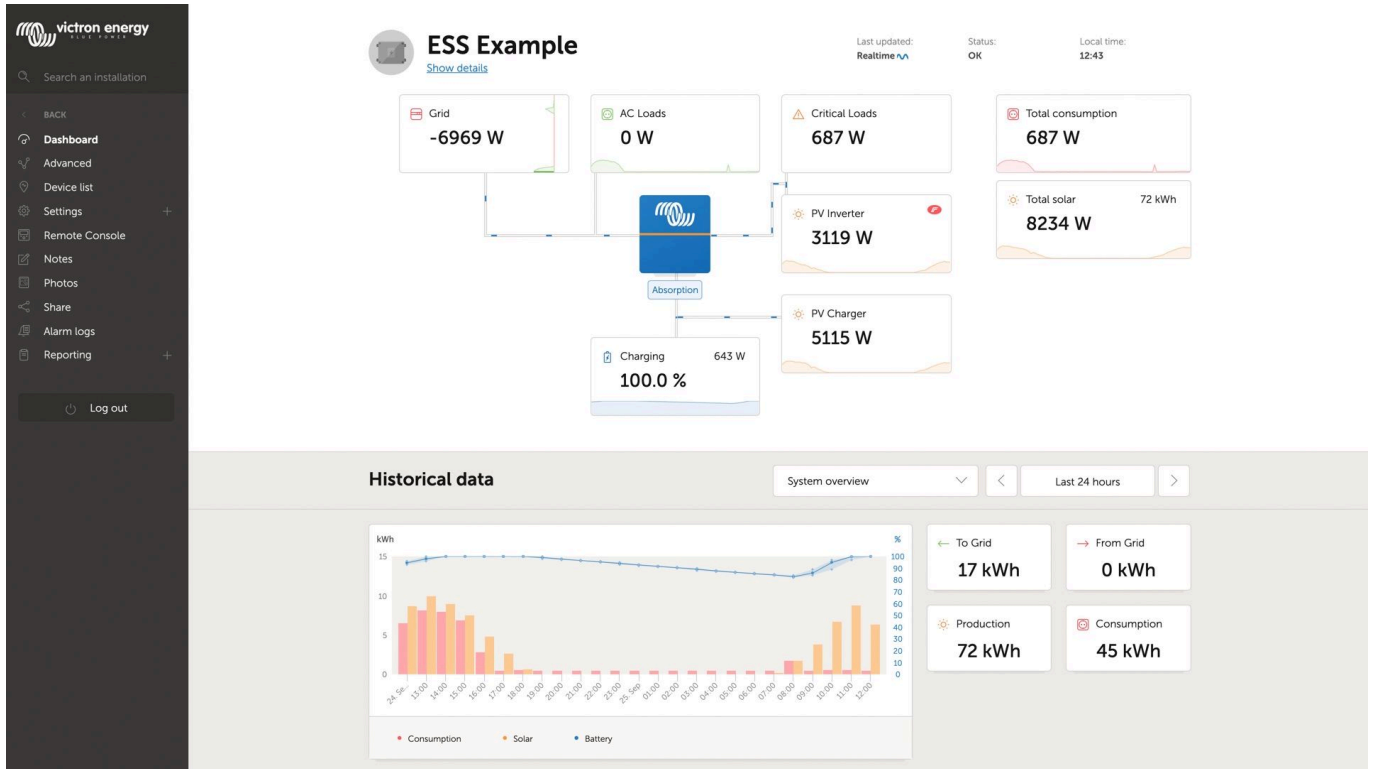 victron energy
BLUE POWER
Search an installation
BACK
Dashboard
Advanced
Device list
Settings
Remote Console
Notes
Photos
Share
Alarm logs
Reporting
Log out
ESS Example
Show details
Last updated:
Realtime
Status:
OK
Local time:
12:43
Grid
-6969 W
AC Loads
0 W
Critical Loads
687 W
Total consumption
687 W
PV Inverter
3119 W
Total solar 72 kWh
8234 W
Absorption
PV Charger
5115 W
Charging 643 W
100.0 %
Historical data
System overview
Last 24 hours
kWh %
15
10
5
0
100
90
80
70
60
50
40
30
20
10
0
24. Se... 13:00 14:00 15:00 16:00 17:00 18:00 19:00 20:00 21:00 22:00 23:00 25. Sep 01:00 02:00 03:00 04:00 05:00 06:00 07:00 08:00 09:00 10:00 11:00 12:00
Consumption Solar Battery
To Grid
17 kWh
From Grid
0 kWh
Production
72 kWh
Consumption
45 kWh